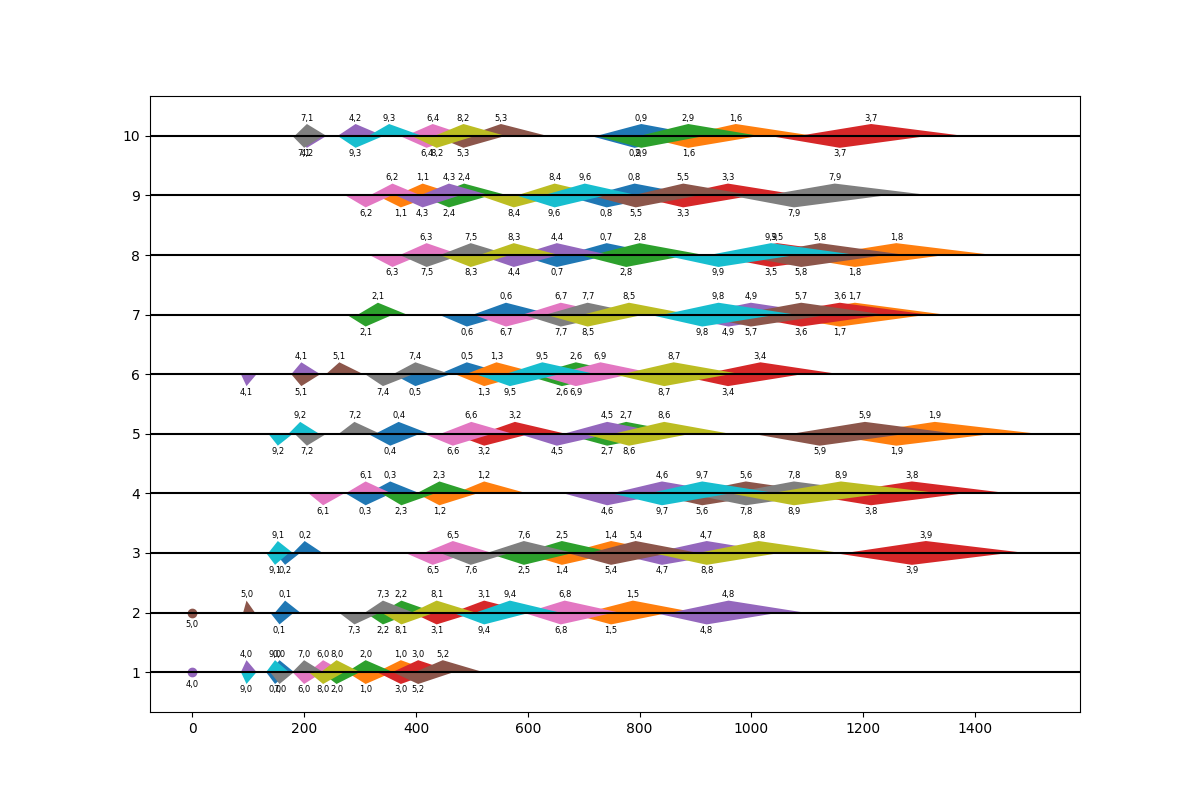 7,1 4,2 9,3 6,4 8,2 5,3 0,9 2,9 1,6 3,7
10
7,1 4,2 9,3 6,4 8,2 5,3 0,9 2,9 1,6 3,7
6,2 1,1 4,3 2,4 8,4 9,6 0,8 5,5 3,3 7,9
9
6,2 1,1 4,3 2,4 8,4 9,6 0,8 5,5 3,3 7,9
6,3 7,5 8,3 4,4 0,7 2,8 9,9 3,5 5,8 1,8
8
6,3 7,5 8,3 4,4 0,7 2,8 9,9 3,5 5,8 1,8
2,1 0,6 6,7 7,7 8,5 9,8 4,9 5,7 3,6 1,7
7
2,1 0,6 6,7 7,7 8,5 9,8 4,9 5,7 3,6 1,7
4,1 5,1 7,4 0,5 1,3 9,5 2,6 6,9 8,7 3,4
6
4,1 5,1 7,4 0,5 1,3 9,5 2,6 6,9 8,7 3,4
9,2 7,2 0,4 6,6 3,2 4,5 2,7 8,6 5,9 1,9
5
9,2 7,2 0,4 6,6 3,2 4,5 2,7 8,6 5,9 1,9
6,1 0,3 2,3 1,2 4,6 9,7 5,6 7,8 8,9 3,8
4
6,1 0,3 2,3 1,2 4,6 9,7 5,6 7,8 8,9 3,8
9,1 0,2 6,5 7,6 2,5 1,4 5,4 4,7 8,8 3,9
3
9,1 0,2 6,5 7,6 2,5 1,4 5,4 4,7 8,8 3,9
5,0 0,1 7,3 2,2 8,1 3,1 9,4 6,8 1,5 4,8
2
5,0 0,1 7,3 2,2 8,1 3,1 9,4 6,8 1,5 4,8
4,0 9,0 0,0 7,0 6,0 8,0 2,0 1,0 3,0 5,2
1
4,0 9,0 0,0 7,0 6,0 8,0 2,0 1,0 3,0 5,2
0 200 400 600 800 1000 1200 1400